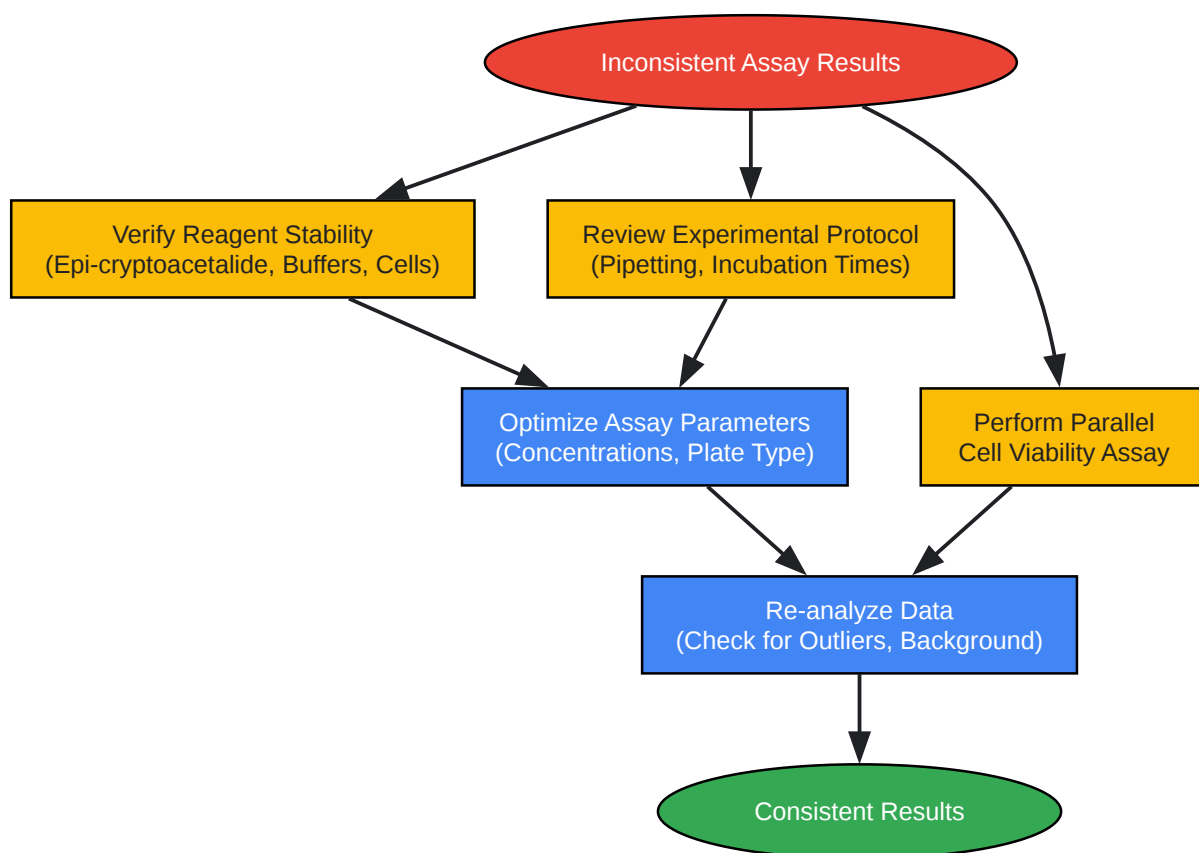 Inconsistent Assay Results
Verify Reagent Stability
(Epi-cryptoacetalide, Buffers, Cells)
Review Experimental Protocol
(Pipetting, Incubation Times)
Optimize Assay Parameters
(Concentrations, Plate Type)
Perform Parallel
Cell Viability Assay
Re-analyze Data
(Check for Outliers, Background)
Consistent Results